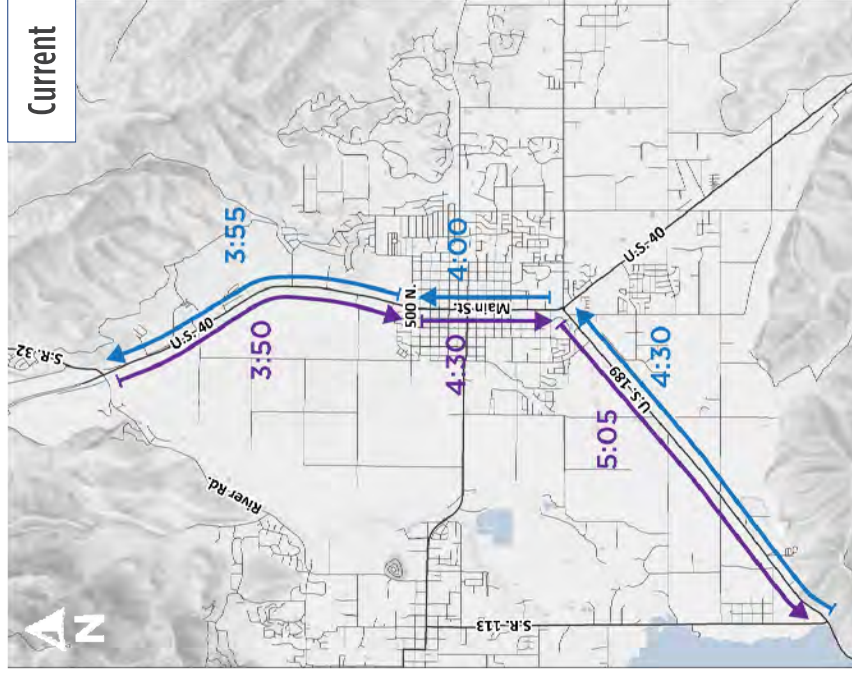 Current
S.R.-32
3:55
U.S.-40
3:50
500 N.
4:00
Main St.
4:30
U.S.-40
River Rd.
4:30
U.S.-189
5:05
S.R.-113
N